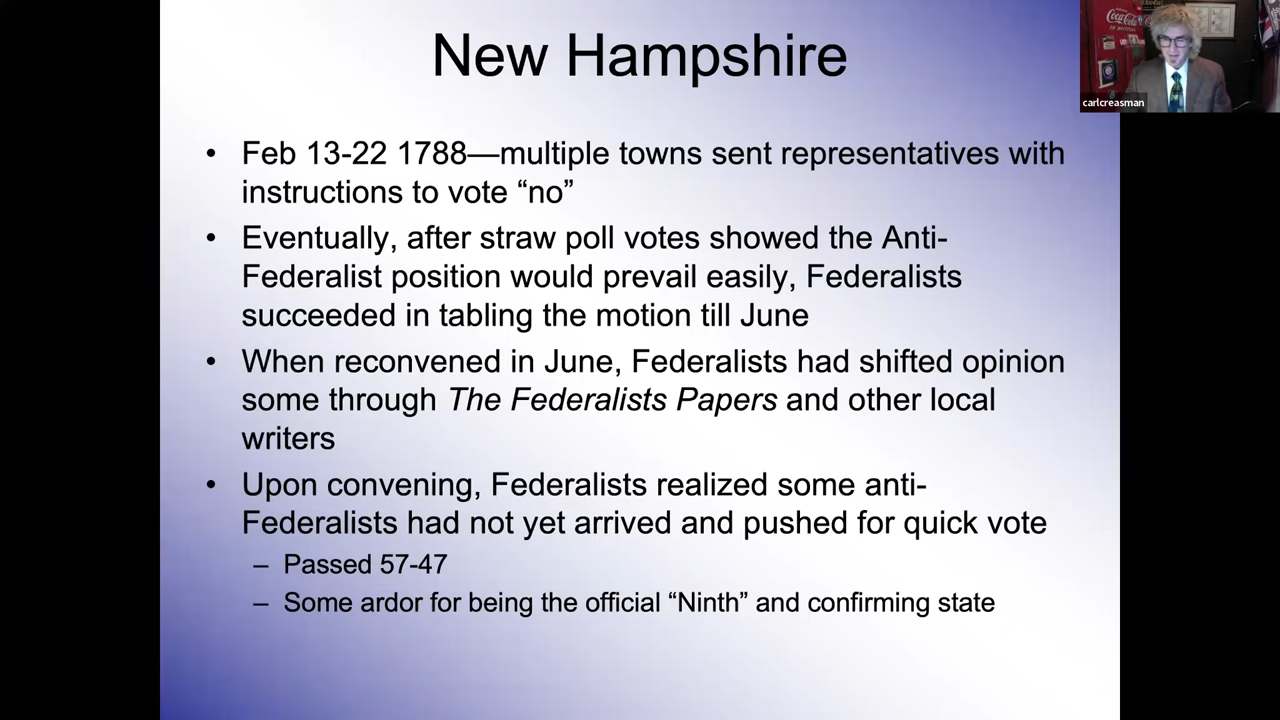 New Hampshire
Coca-Cola
carlcreasman
• Feb 13-22 1788—multiple towns sent representatives with
instructions to vote “no”
• Eventually, after straw poll votes showed the Anti-
Federalist position would prevail easily, Federalists
succeeded in tabling the motion till June
• When reconvened in June, Federalists had shifted opinion
some through The Federalists Papers and other local
writers
• Upon convening, Federalists realized some anti-
Federalists had not yet arrived and pushed for quick vote
– Passed 57-47
– Some ardor for being the official “Ninth” and confirming state